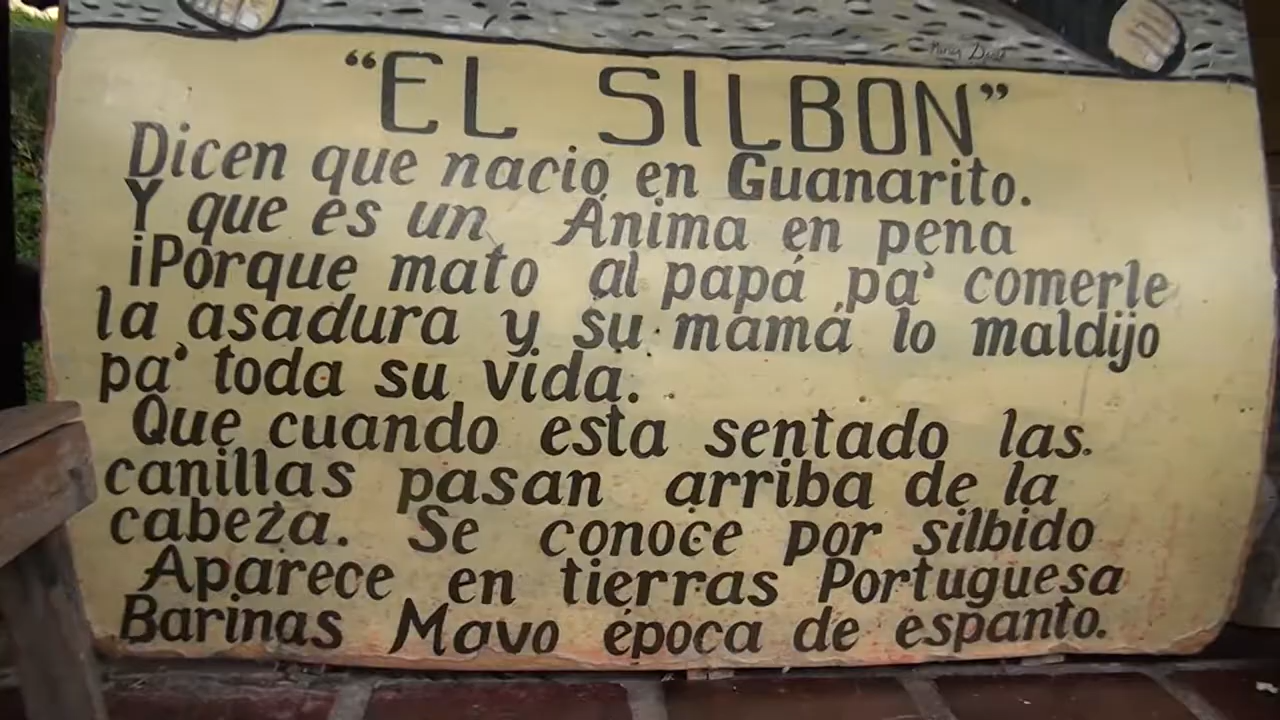 “EL SILBON”
Dicen que nació en Guanarito.
Y que es un Ánima en pena
¡Porque mato al papá pa' comerle
la asadura y su mamá lo maldijo
pa' toda su vida.
Que cuando esta sentado las
canillas pasan arriba de la
cabeza. Se conoce por silbido
Aparece en tierras Portuguesa
Barinas Mayo época de espanto.